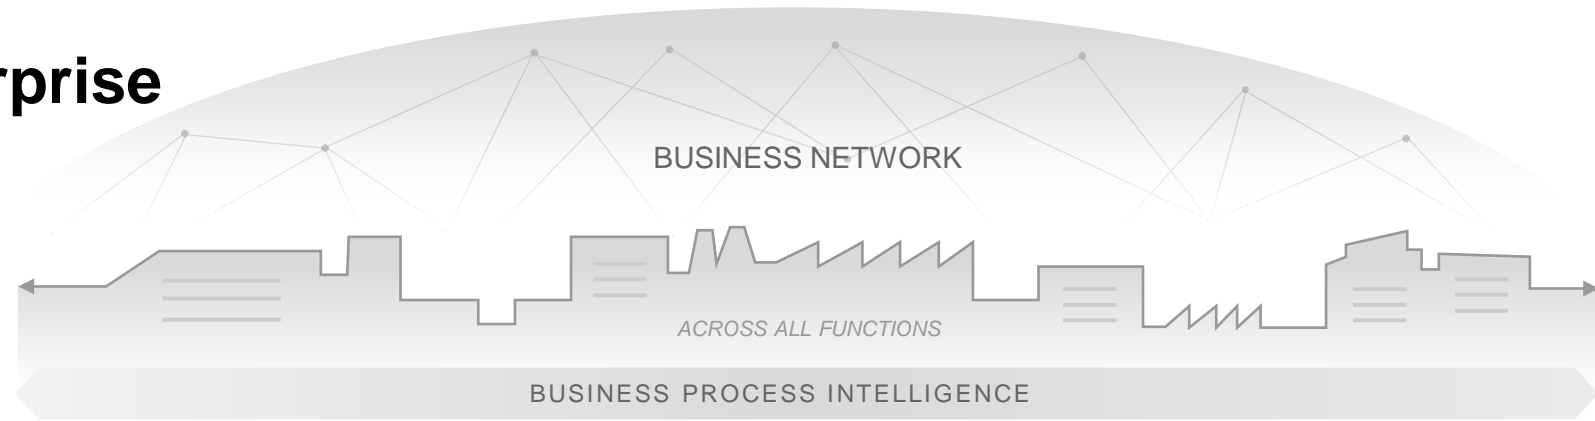 rprise
BUSINESS NETWORK
ACROSS ALL FUNCTIONS
BUSINESS PROCESS INTELLIGENCE